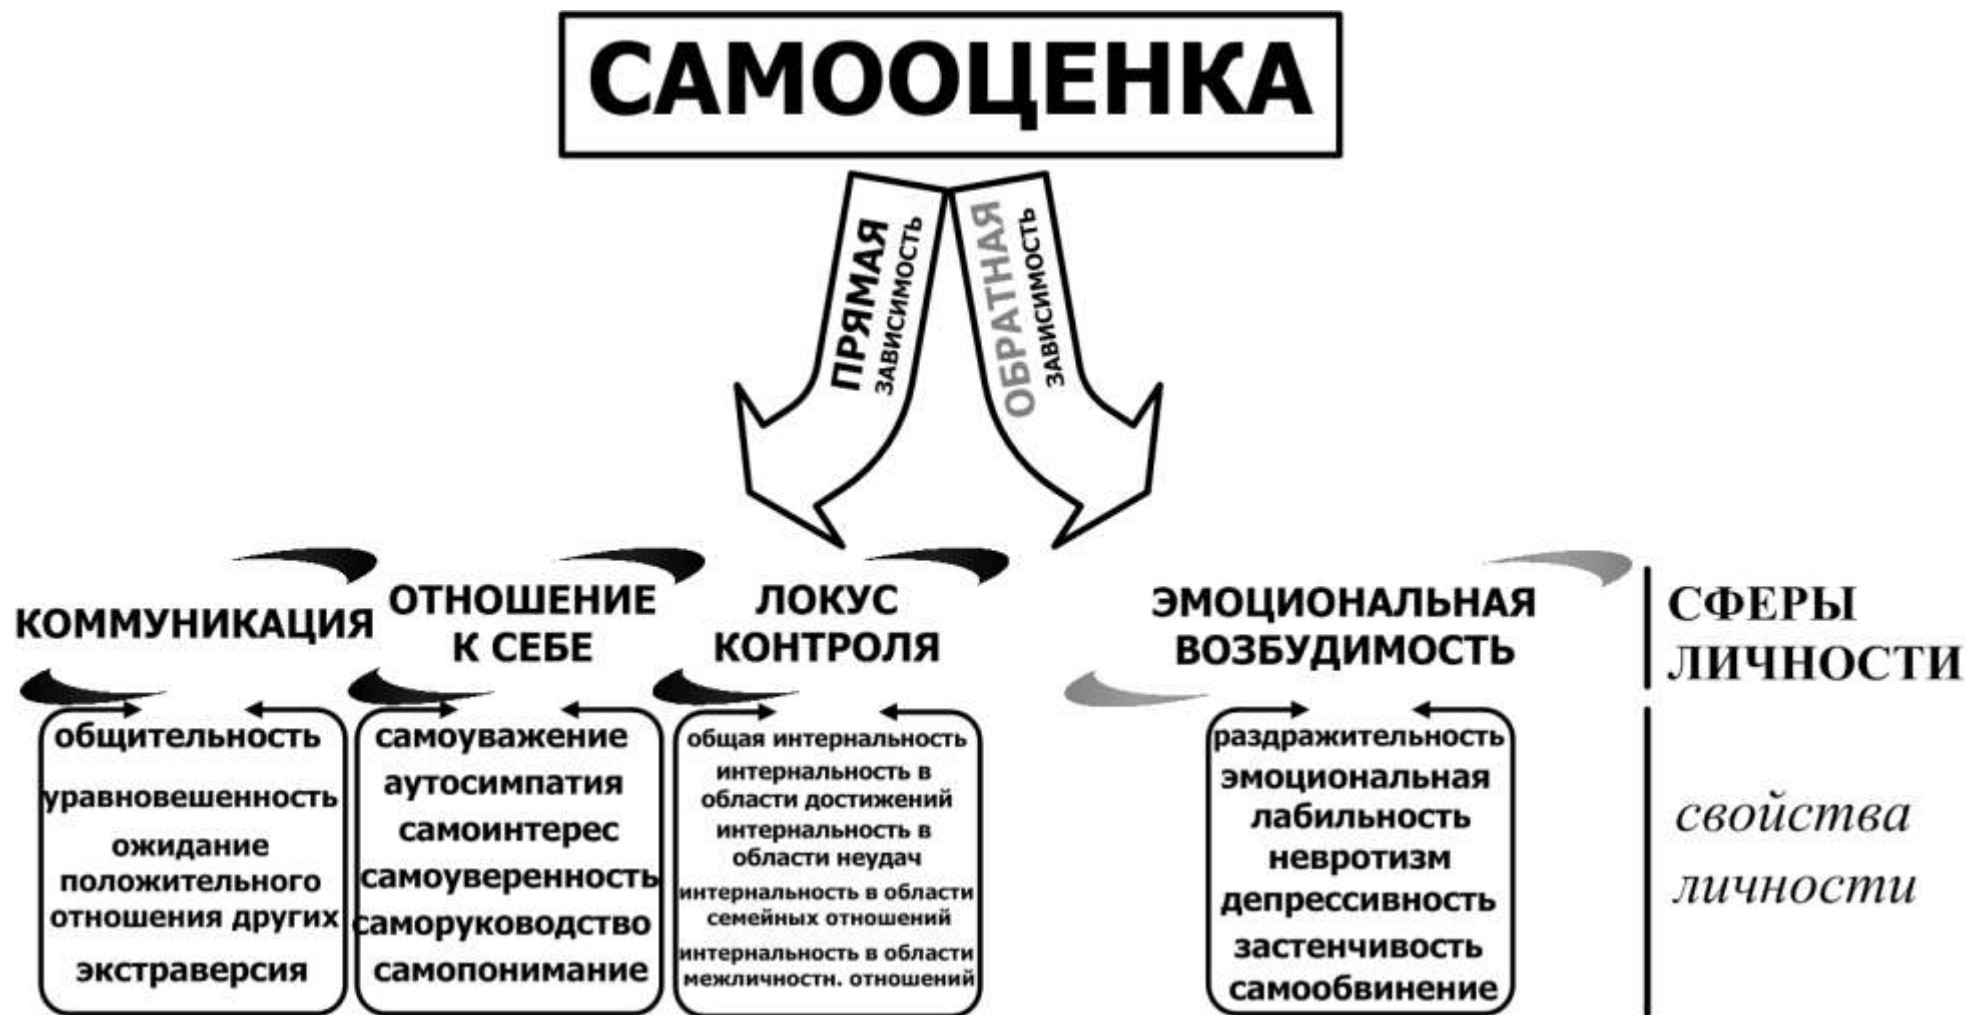 САМООЦЕНКА
ПРЯМАЯ
ЗАВИСИМОСТЬ
ОБРАТНАЯ
ЗАВИСИМОСТЬ
КОММУНИКАЦИЯ
ОТНОШЕНИЕ
К СЕБЕ
ЛОКУС
КОНТРОЛЯ
ЭМОЦИОНАЛЬНАЯ
ВОЗБУДИМОСТЬ
СФЕРЫ
ЛИЧНОСТИ
общительность
уравновешенность
ожидание
положительного
отношения других
экстраверсия
самоуважение
аутосимпатия
самоинтерес
самоуверенность
саморуководство
самопонимание
общая интернальность
интернальность в
области достижений
интернальность в
области неудач
интернальность в области
семейных отношений
интернальность в области
межличностн. отношений
раздражительность
эмоциональная
лабильность
невротизм
депрессивность
застенчивость
самообвинение
свойства
личности